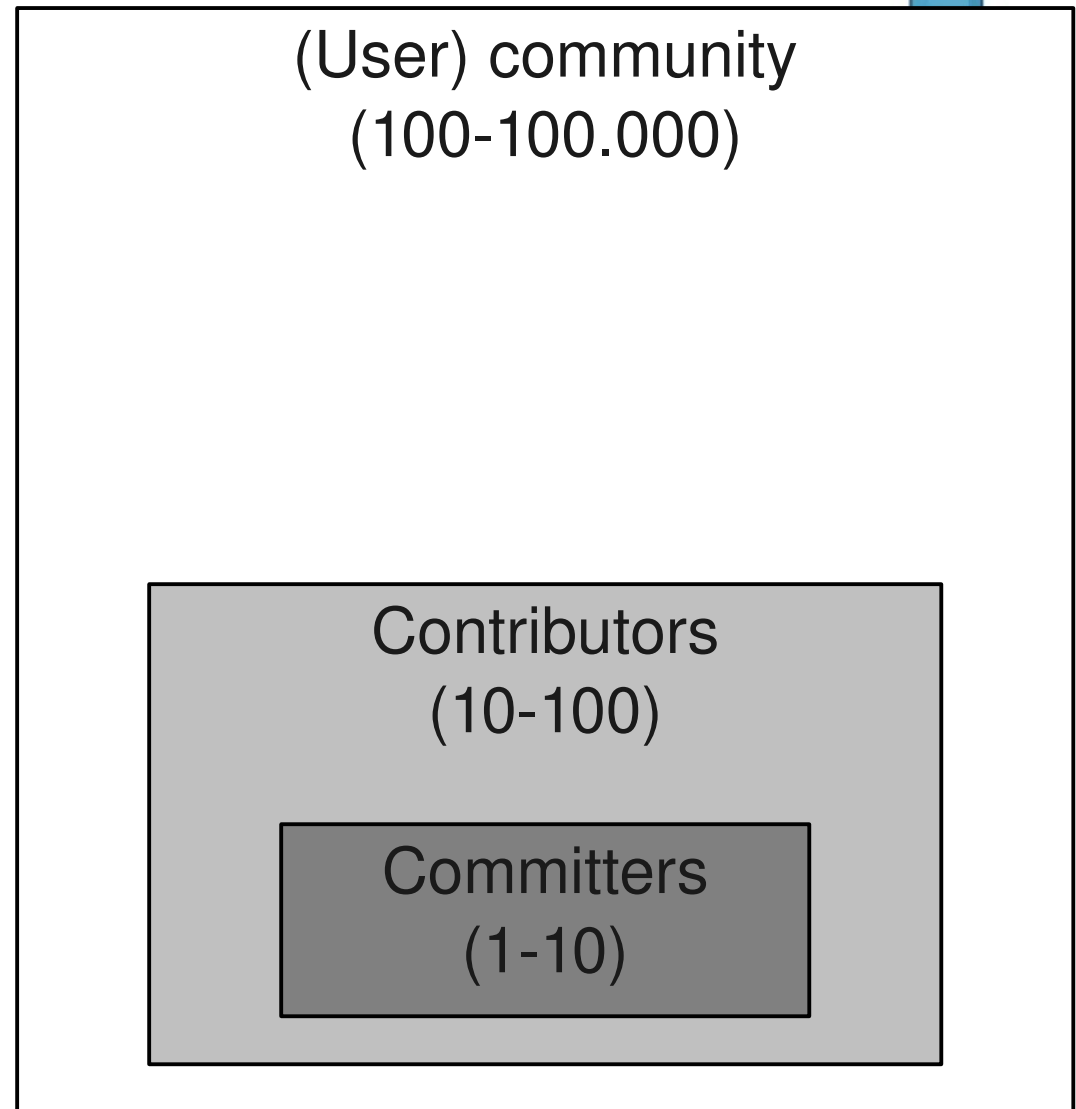 (User) community
(100-100.000)
Contributors
(10-100)
Committers
(1-10)